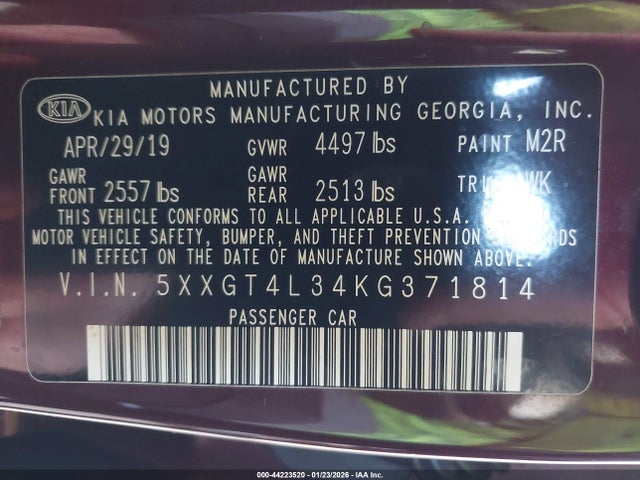 MANUFACTURED BY
KIA KIA MOTORS MANUFACTURING GEORGIA, INC.
APR/29/19 GVWR 4497 lbs PAINT M2R
GAWR FRONT 2557 lbs GAWR REAR 2513 lbs WK
THIS VEHICLE CONFORMS TO ALL APPLICABLE U.S.A.
MOTOR VEHICLE SAFETY, BUMPER, AND THEFT PREVENTION STANDARDS
IN EFFECT ON THE DATE OF MANUFACTURE SHOWN ABOVE.
V.I.N. 5XXGT4L34KG371814
PASSENGER CAR
000-44223520 - 01/23/2026 - IAA Inc.